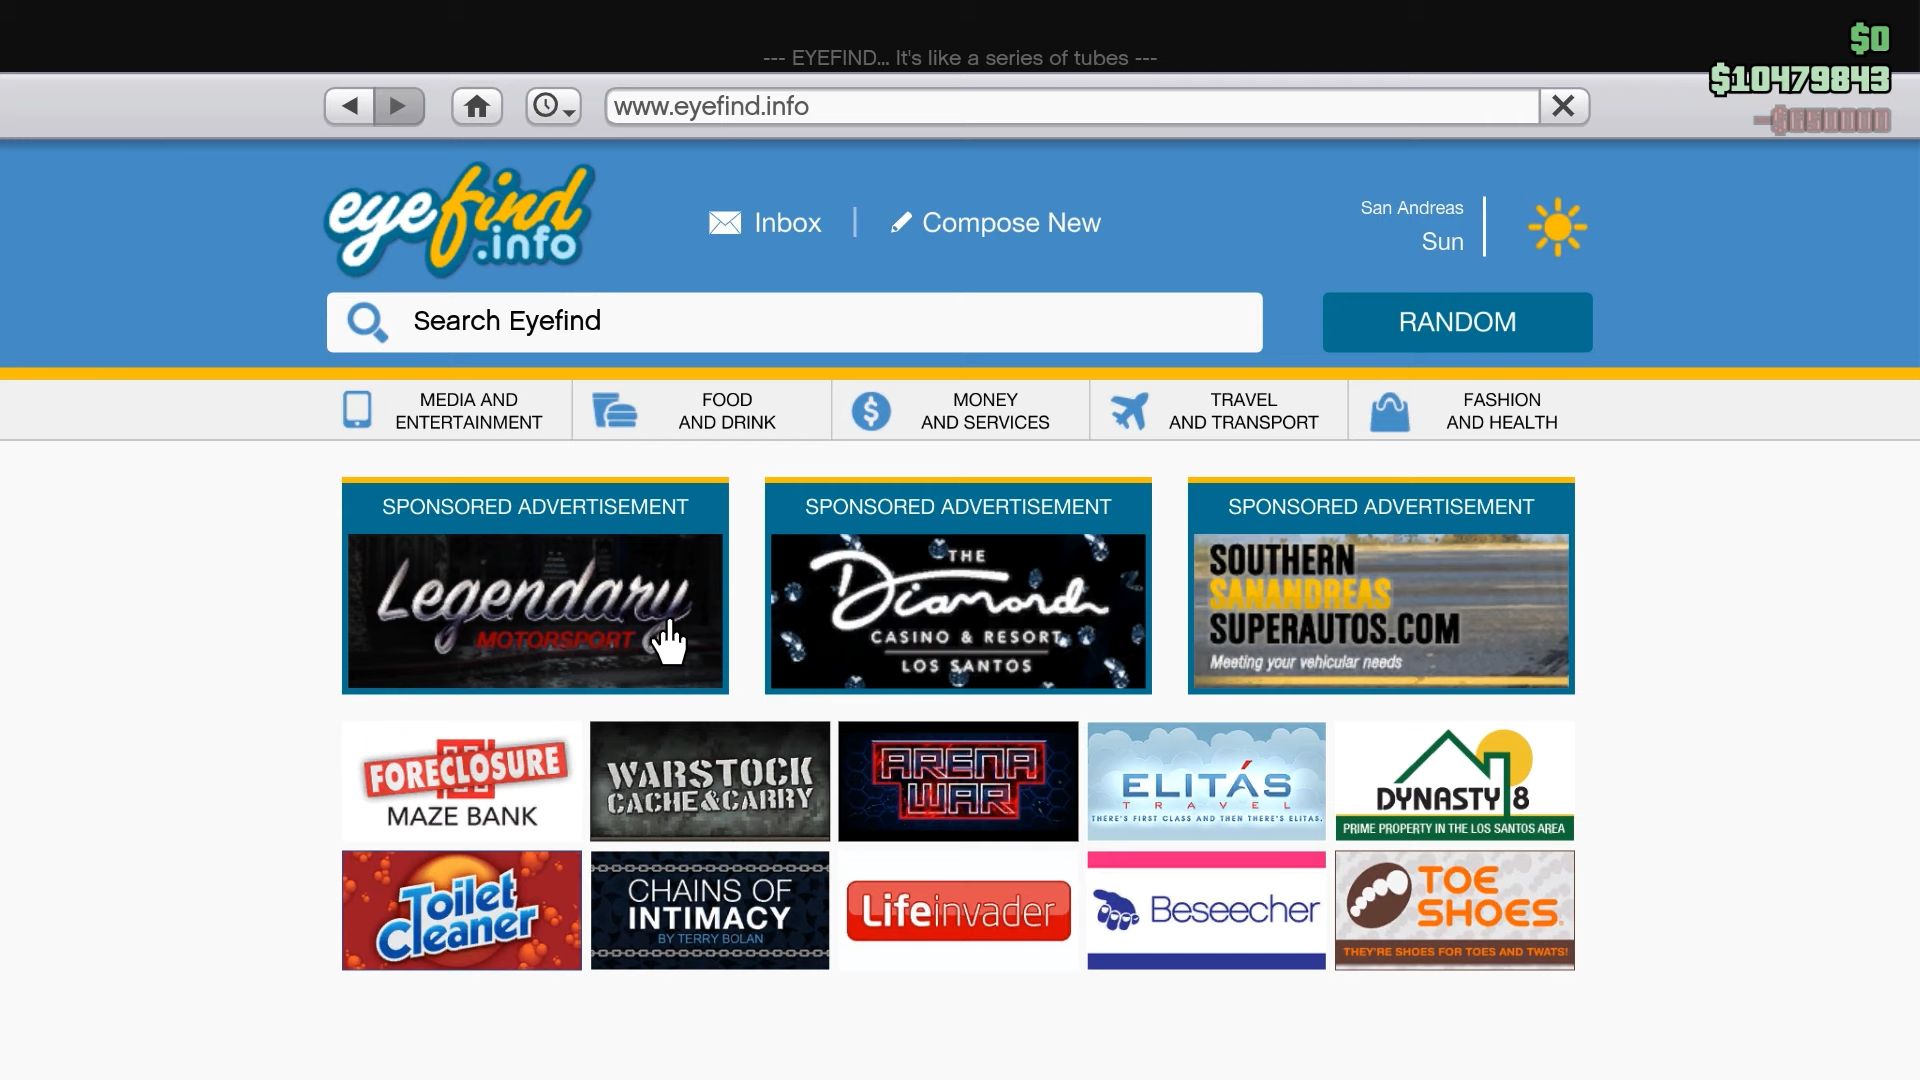 $0
--- EYEFIND... It's like a series of tubes ---
$10479843
www.eyefind.info
-$650000
eyefind.info
Inbox
Compose New
San Andreas
Sun
Search Eyefind
RANDOM
MEDIA AND
ENTERTAINMENT
FOOD
AND DRINK
MONEY
AND SERVICES
TRAVEL
AND TRANSPORT
FASHION
AND HEALTH
SPONSORED ADVERTISEMENT
Legendary
MOTORSPORT
SPONSORED ADVERTISEMENT
THE
Diamond
CASINO & RESORT
LOS SANTOS
SPONSORED ADVERTISEMENT
SOUTHERN
SANANDREAS
SUPERAUTOS.COM
Meeting your vehicular needs
FORECLOSURE
MAZE BANK
WARSTOCK
CACHE&CARRY
ARENA
WAR
ELITÁS
TRAVEL
THERE'S FIRST CLASS AND THEN THERE'S ELITAS.
DYNASTY 8
PRIME PROPERTY IN THE LOS SANTOS AREA
Toilet
Cleaner
CHAINS OF
INTIMACY
BY TERRY BOLAN
Lifeinvader
Beseecher
TOE
SHOES
THEY'RE SHOES FOR TOES AND TWATS!